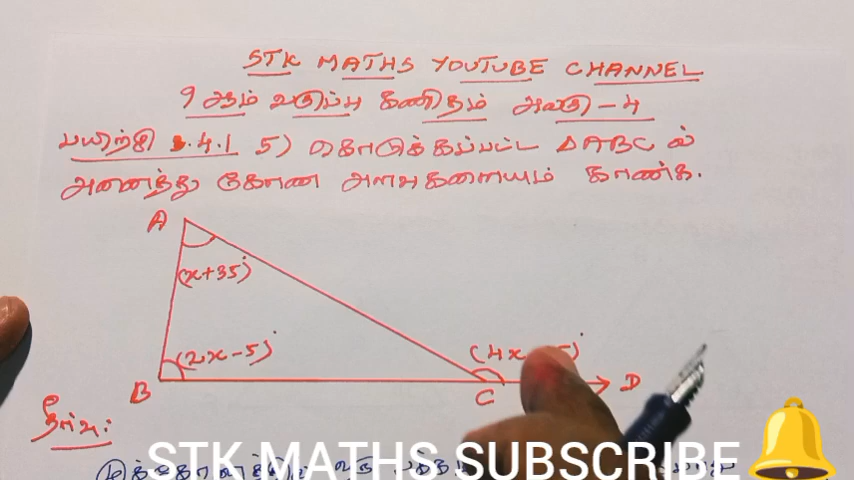 STK MATHS YOUTUBE CHANNEL
9 ஆம் வகுப்பு கணிதம் அலகு - 4
பயிற்சி 4.1 5) கொடுக்கப்பட்ட ΔABC ல்
அனைத்து கோண அளவுகளையும் காண்க.
A
(x+35)°
(2x-5)°
(4x
B
C
D
தீர்வு:
STK MATHS SUBSCRIBE